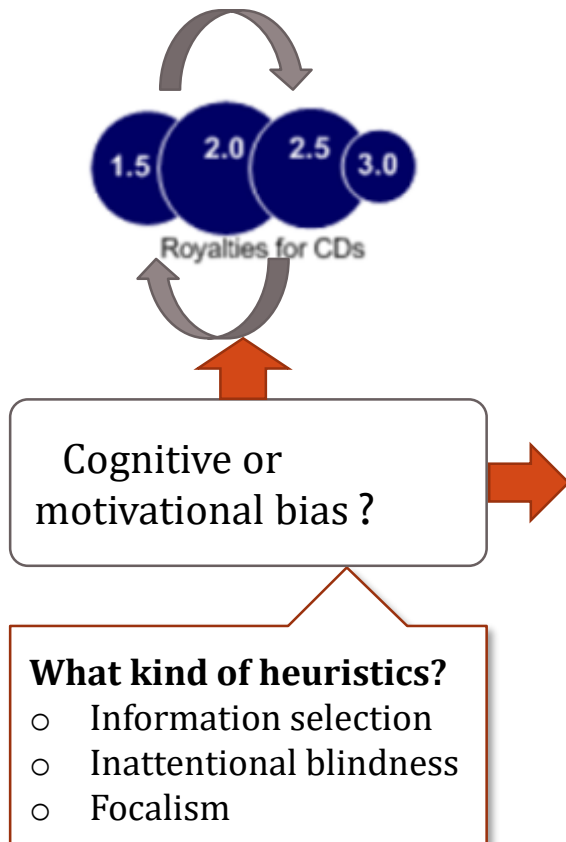 1.5 2.0 2.5 3.0
Royalties for CDs
Cognitive or
motivational bias ?
What kind of heuristics?
o Information selection
o Inattentional blindness
o Focalism